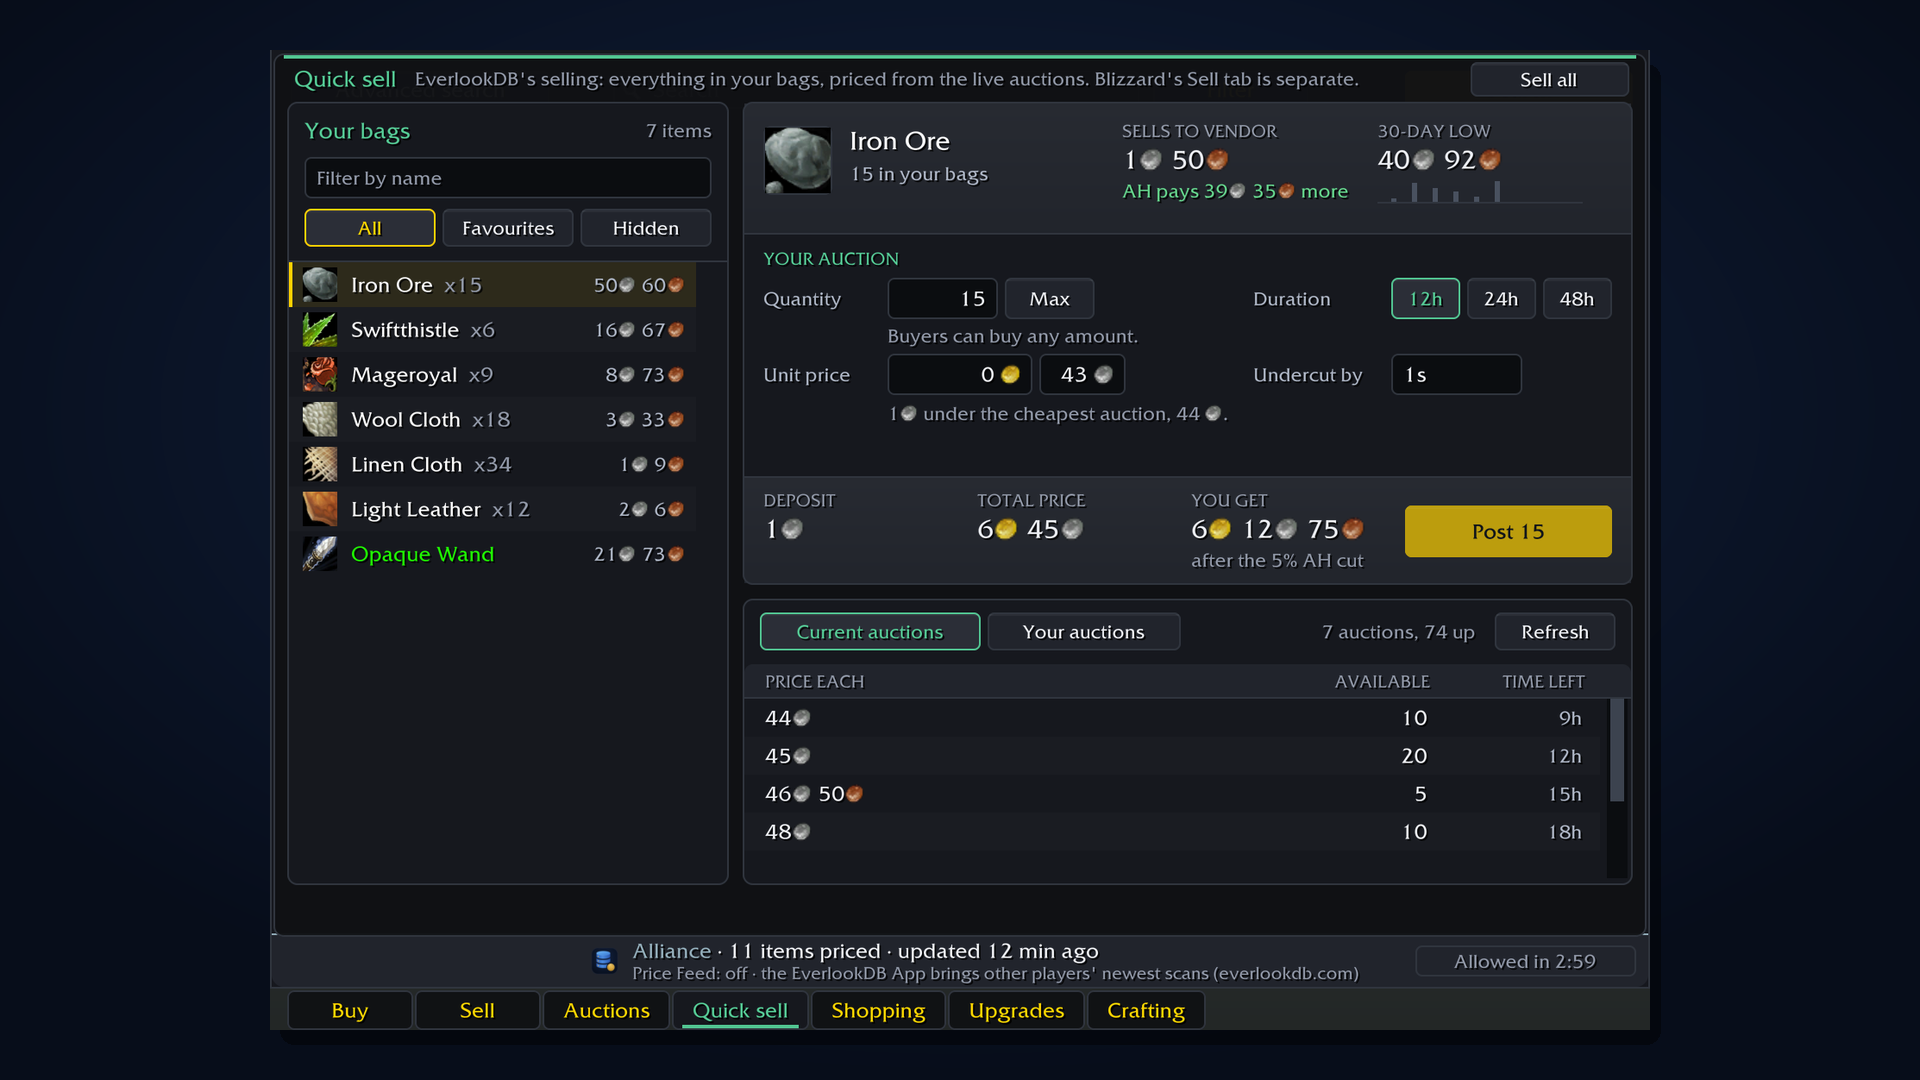 Quick sell EverlookDB's selling: everything in your bags, priced from the live auctions. Blizzard's Sell tab is separate. Sell all
Your bags 7 items
Filter by name
All Favourites Hidden
Iron Ore x15 50 60
Swiftthistle x6 16 67
Mageroyal x9 8 73
Wool Cloth x18 3 33
Linen Cloth x34 1 9
Light Leather x12 2 6
Opaque Wand 21 73
Iron Ore
15 in your bags
SELLS TO VENDOR
1 50
AH pays 39 35 more
30-DAY LOW
40 92
YOUR AUCTION
Quantity 15 Max Duration 12h 24h 48h
Buyers can buy any amount.
Unit price 0 43 Undercut by 1s
1 under the cheapest auction, 44 .
DEPOSIT TOTAL PRICE YOU GET
1 6 45 6 12 75 Post 15
after the 5% AH cut
Current auctions Your auctions 7 auctions, 74 up Refresh
PRICE EACH AVAILABLE TIME LEFT
44 10 9h
45 20 12h
46 50 5 15h
48 10 18h
Alliance · 11 items priced · updated 12 min ago
Price Feed: off · the EverlookDB App brings other players' newest scans (everlookdb.com)
Allowed in 2:59
Buy Sell Auctions Quick sell Shopping Upgrades Crafting